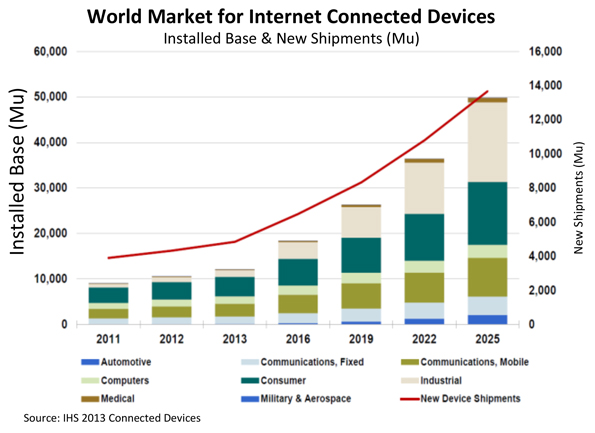 World Market for Internet Connected Devices
Installed Base & New Shipments (Mu)
60,000
50,000
40,000
30,000
20,000
10,000
0
Installed Base (Mu)
16,000
14,000
12,000
10,000
8,000
6,000
4,000
2,000
0
New Shipments (Mu)
2011 2012 2013 2016 2019 2022 2025
Automotive Communications, Fixed Communications, Mobile
Computers Consumer Industrial
Medical Military & Aerospace New Device Shipments
Source: IHS 2013 Connected Devices